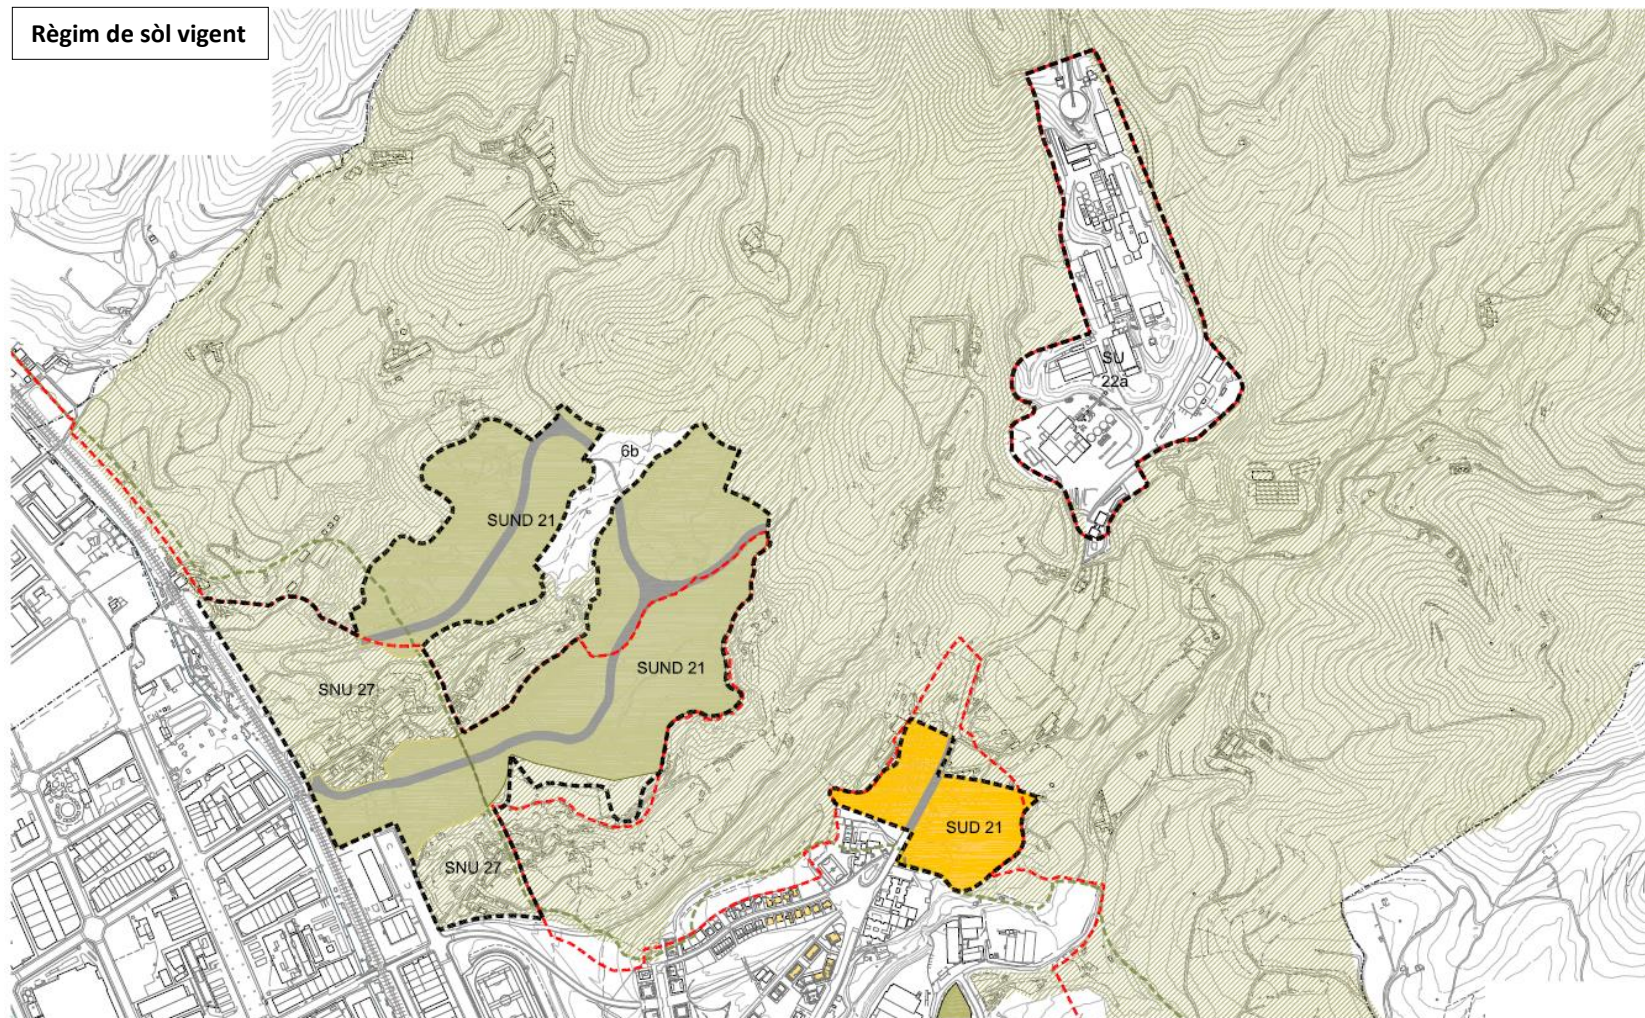 Règim de sòl vigent
SU
22a
6b
SUND 21
SUND 21
SNU 27
SUD 21
SNU 27